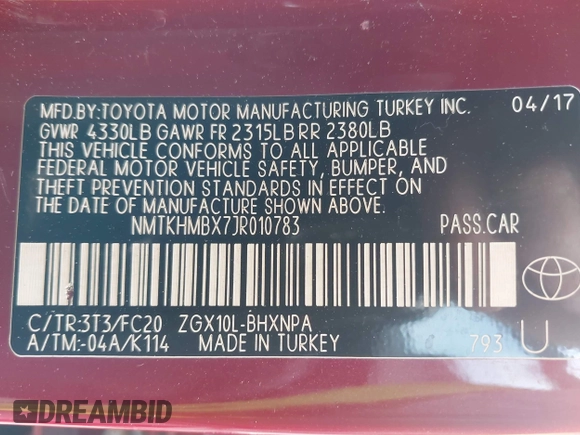 MFD.BY:TOYOTA MOTOR MANUFACTURING TURKEY INC. 04/17
GVWR 4330LB GAWR FR 2315LB RR 2380LB
THIS VEHICLE CONFORMS TO ALL APPLICABLE
FEDERAL MOTOR VEHICLE SAFETY, BUMPER, AND
THEFT PREVENTION STANDARDS IN EFFECT ON
THE DATE OF MANUFACTURE SHOWN ABOVE.
NMTKHMBX7JR010783 PASS.CAR
C/TR:3T3/FC20 ZGX10L-BHXNPA
A/TM:-04A/K114 MADE IN TURKEY 793 U
DREAMBID